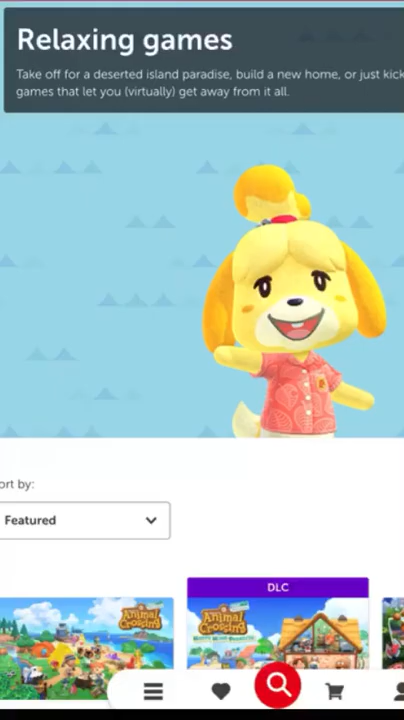 Relaxing games
Take off for a deserted island paradise, build a new home, or just kick
games that let you (virtually) get away from it all.
ort by:
Featured
DLC
Animal
Crossing
Animal
Crossing